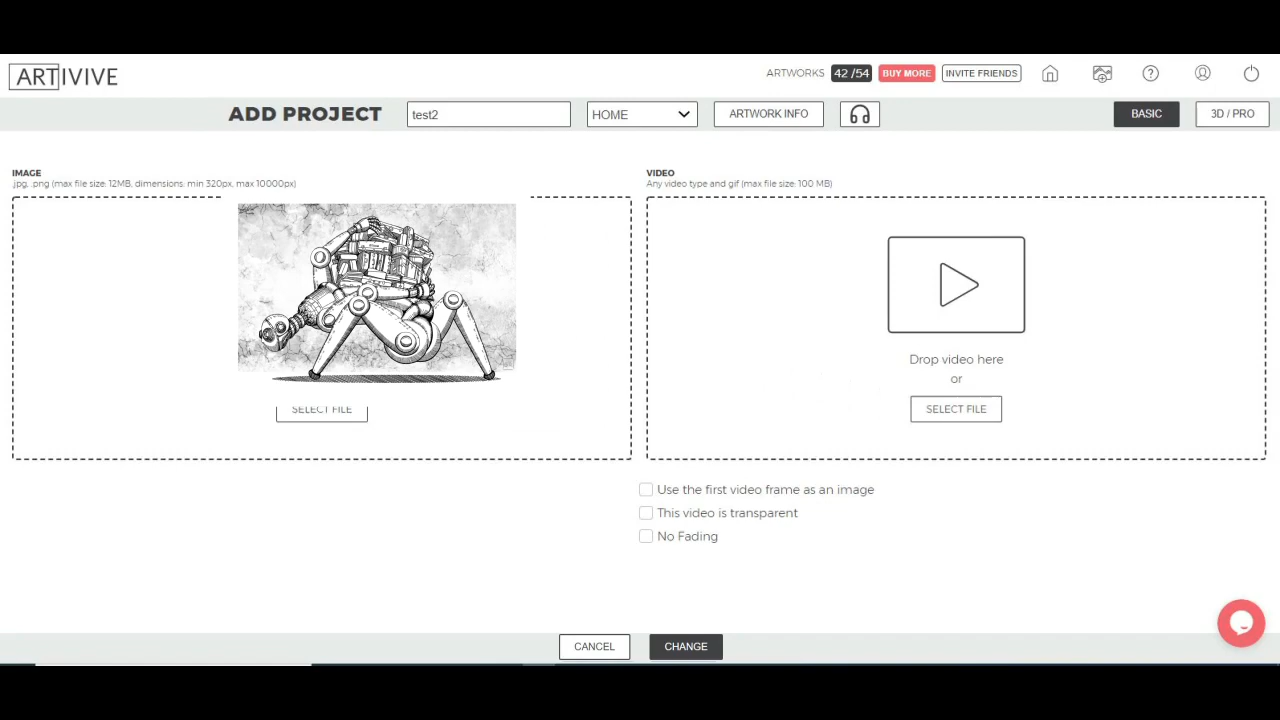 ARTIVIVE
ARTWORKS 42 /54 BUY MORE INVITE FRIENDS
ADD PROJECT test2 HOME ARTWORK INFO BASIC 3D / PRO
IMAGE
.jpg, .png (max file size: 12MB, dimensions: min 320px, max 10000px)
SELECT FILE
VIDEO
Any video type and gif (max file size: 100 MB)
Drop video here
or
SELECT FILE
Use the first video frame as an image
This video is transparent
No Fading
CANCEL CHANGE